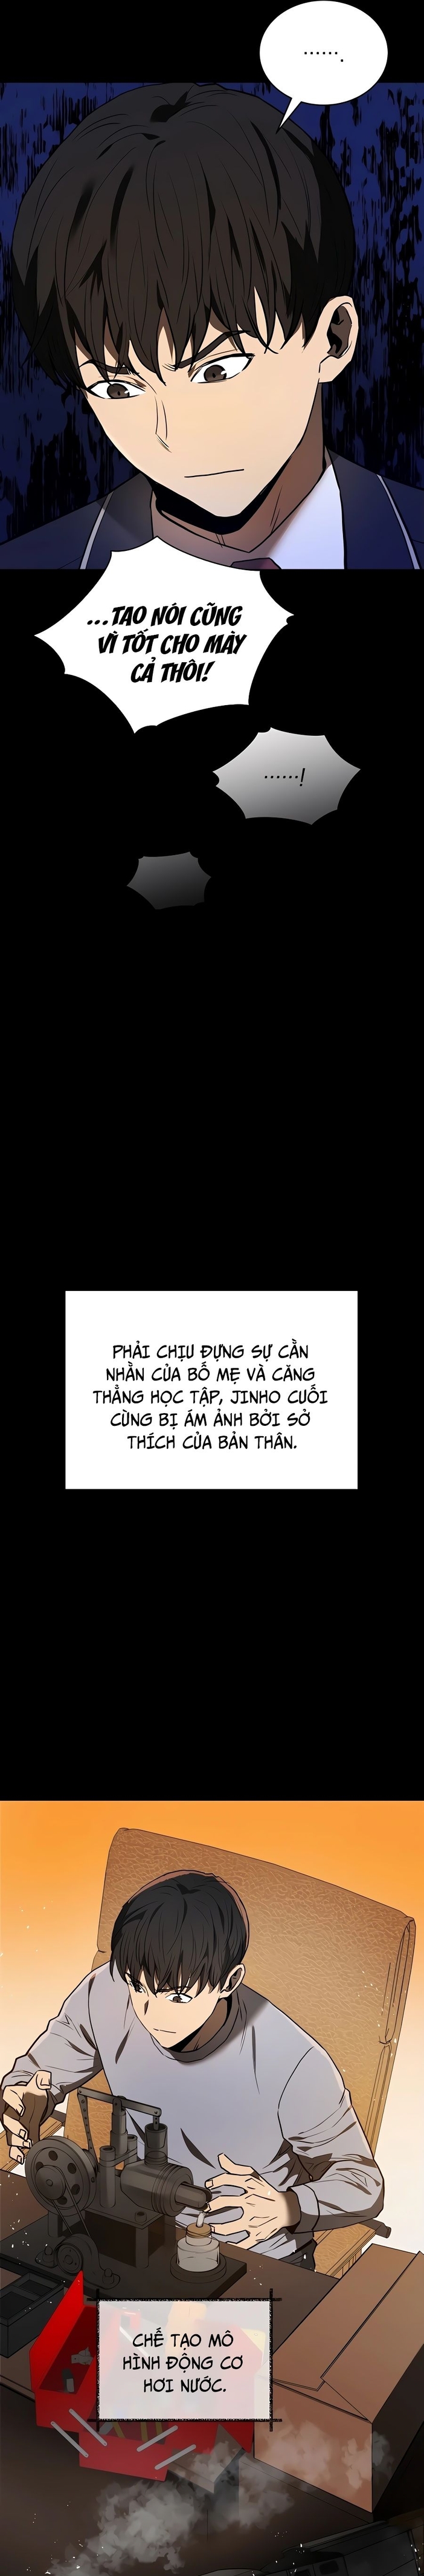 .......
...TAO NÓI CŨNG
VÌ TỐT CHO MÀY
CẢ THÔI!
......!
PHẢI CHỊU ĐỰNG SỰ CẰN
NHẰN CỦA BỐ MẸ VÀ CĂNG
THẲNG HỌC TẬP, JINHO CUỐI
CÙNG BỊ ÁM ẢNH BỞI SỞ
THÍCH CỦA BẢN THÂN.
CHẾ TẠO MÔ
HÌNH ĐỘNG CƠ
HƠI NƯỚC.